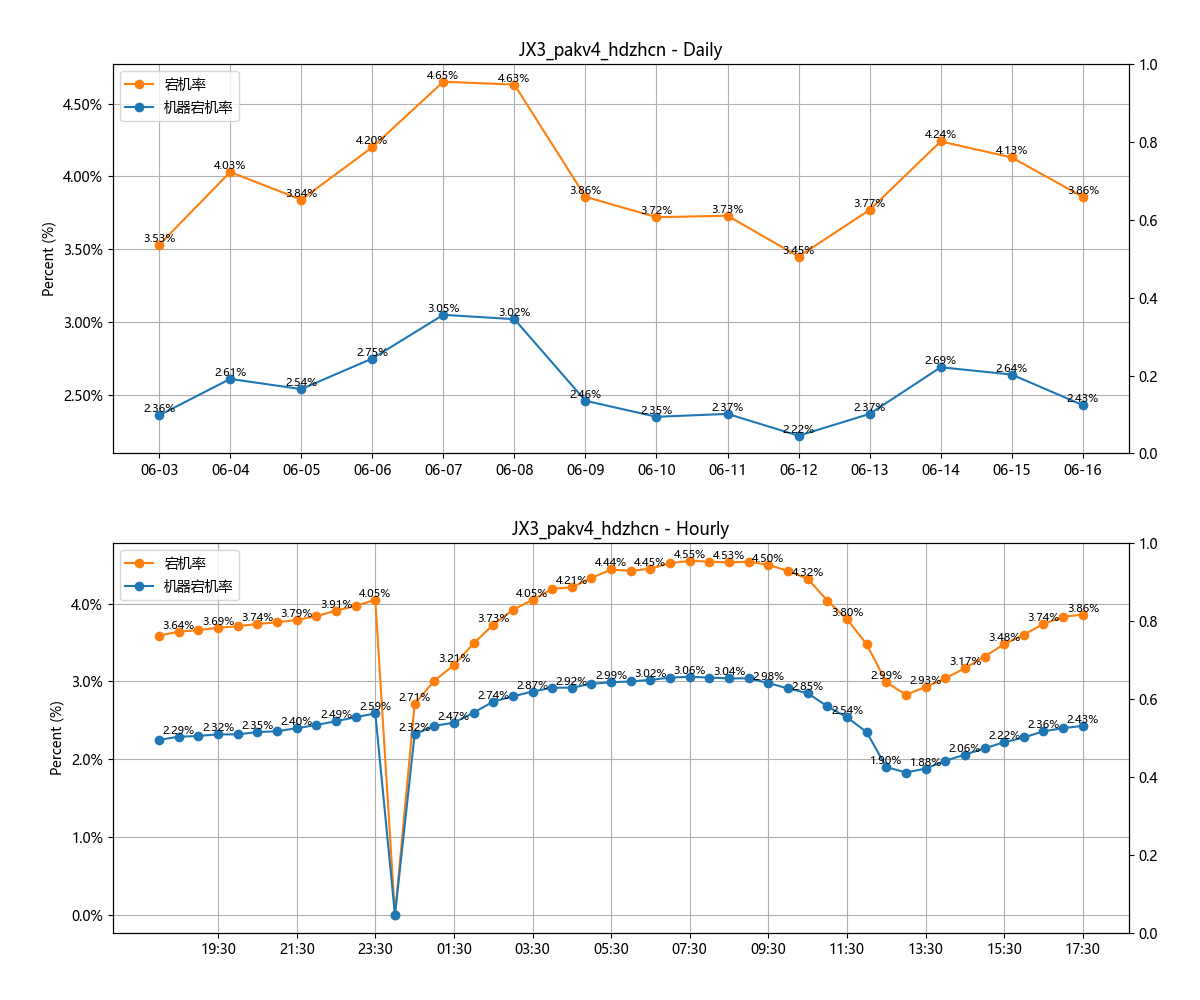 JX3_pakv4_hdzhcn - Daily
宕机率
机器宕机率
Percent (%)
4.50%
4.00%
3.50%
3.00%
2.50%
1.0
0.8
0.6
0.4
0.2
0.0
3.53% 4.03% 3.84% 4.20% 4.65% 4.63% 3.86% 3.72% 3.73% 3.45% 3.77% 4.24% 4.13% 3.86%
2.36% 2.61% 2.54% 2.75% 3.05% 3.02% 2.46% 2.35% 2.37% 2.22% 2.37% 2.69% 2.64% 2.43%
06-03 06-04 06-05 06-06 06-07 06-08 06-09 06-10 06-11 06-12 06-13 06-14 06-15 06-16
JX3_pakv4_hdzhcn - Hourly
宕机率
机器宕机率
Percent (%)
4.0%
3.0%
2.0%
1.0%
0.0%
1.0
0.8
0.6
0.4
0.2
0.0
3.64% 3.69% 3.74% 3.79% 3.91% 4.05% 2.71% 3.21% 3.73% 4.05% 4.21% 4.44% 4.45% 4.55% 4.53% 4.50% 4.32% 3.80% 2.99% 2.93% 3.17% 3.48% 3.74% 3.86%
2.29% 2.32% 2.35% 2.40% 2.49% 2.59% 2.32% 2.47% 2.74% 2.87% 2.92% 2.99% 3.02% 3.06% 3.04% 2.98% 2.85% 2.54% 1.90% 1.88% 2.06% 2.22% 2.36% 2.43%
19:30 21:30 23:30 01:30 03:30 05:30 07:30 09:30 11:30 13:30 15:30 17:30